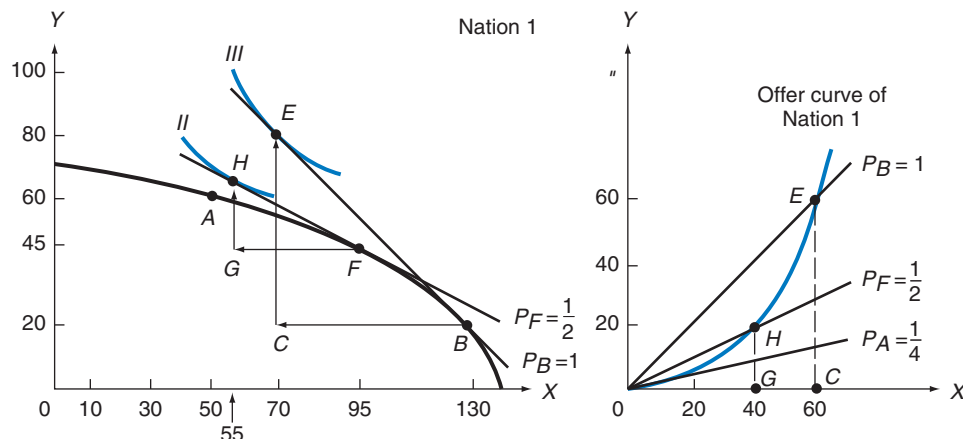 Y
Nation 1
III
100
E
80
II
H
60
A
45
G
F
P_F = 1/2
20
C
B
P_B = 1
X
0 10 30 50 70 95 130
55
Y
"
Offer curve of
Nation 1
P_B = 1
E
60
40
P_F = 1/2
20
H
P_A = 1/4
G
C
X
0 20 40 60